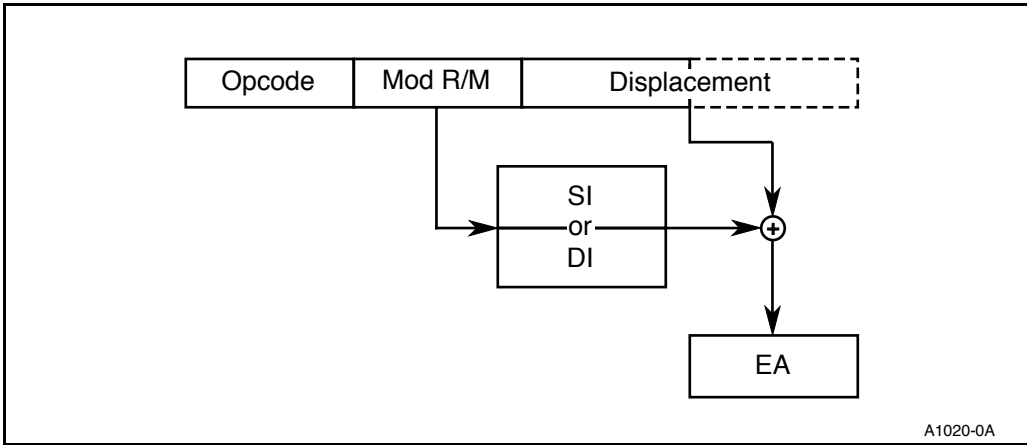 Opcode Mod R/M Displacement
SI
or
DI
+
EA
A1020-0A